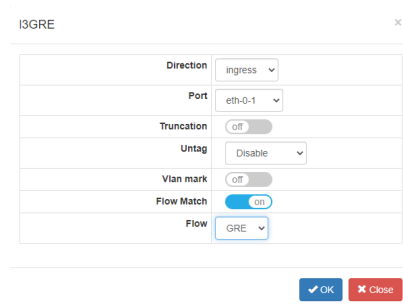 l3GRE ×
Direction ingress
Port eth-0-1
Truncation off
Untag Disable
Vlan mark off
Flow Match on
Flow GRE
✔ OK ✖ Close